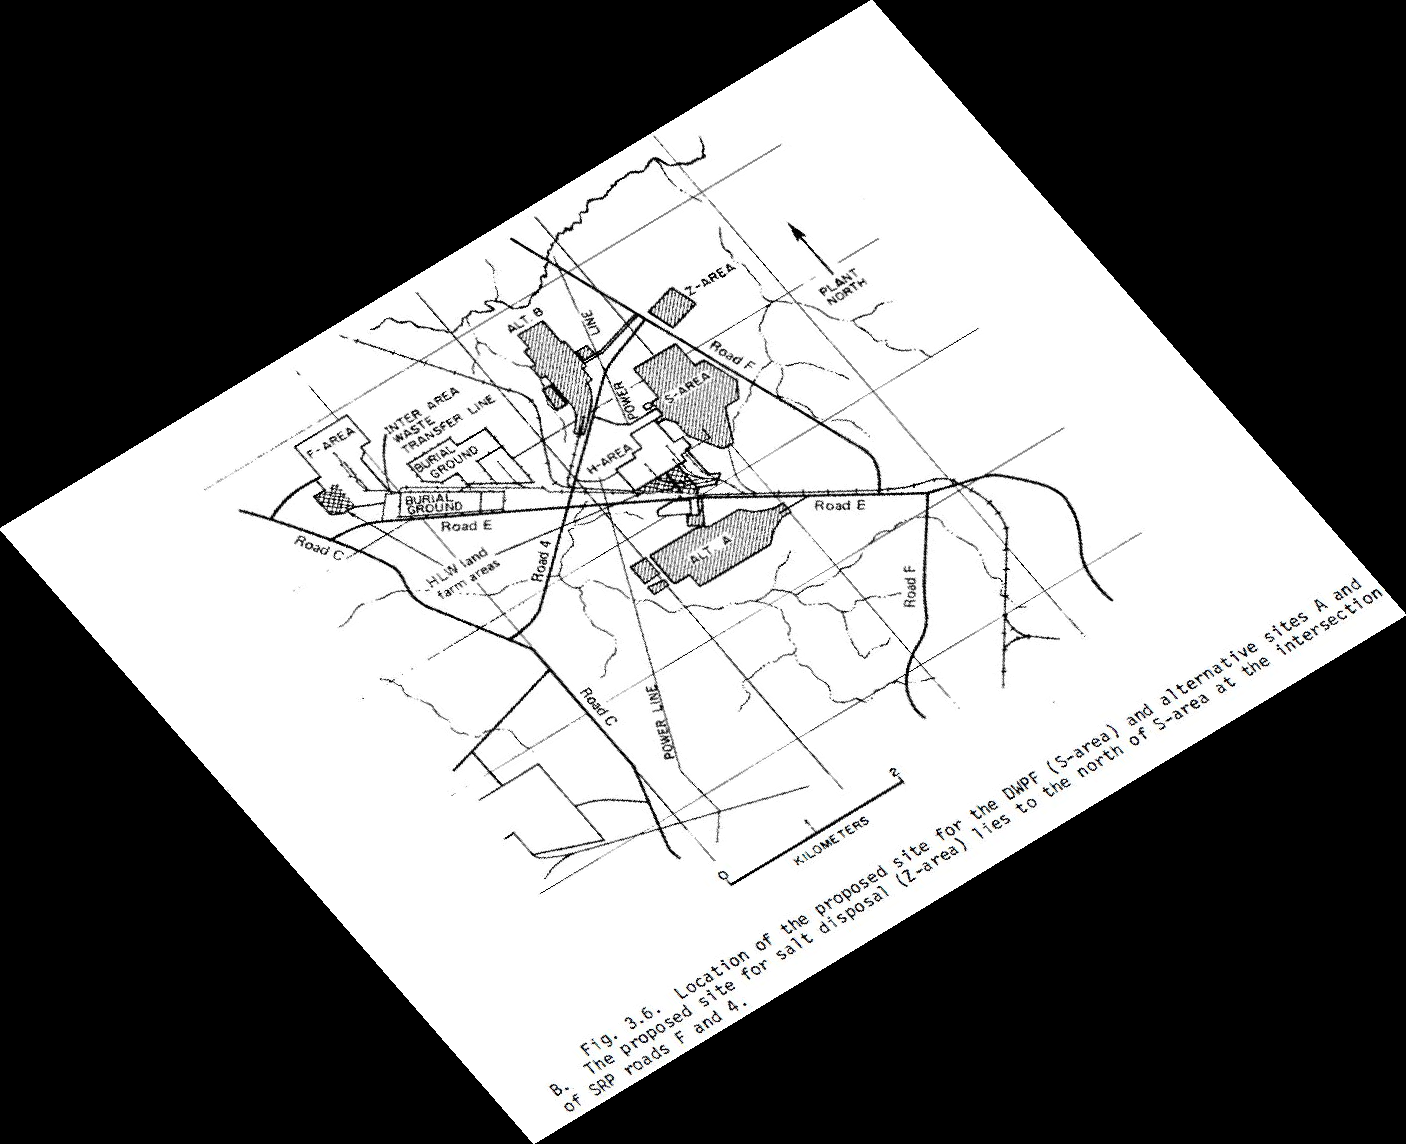 PLANT
NORTH
Z-AREA
ALT. B
LINE
Road F
S-AREA
POWER
INTER AREA
WASTE
TRANSFER LINE
F-AREA
BURIAL
GROUND
H-AREA
BURIAL
GROUND
Road E
Road E
Road C
HLW land
farm areas
Road 4
ALT. A
Road F
Road C
POWER LINE
0
1
2
KILOMETERS
Fig. 3.6. Location of the proposed site for the DWPF (S-area) and alternative sites A and
B. The proposed site for salt disposal (Z-area) lies to the north of S-area at the intersection
of SRP roads F and 4.